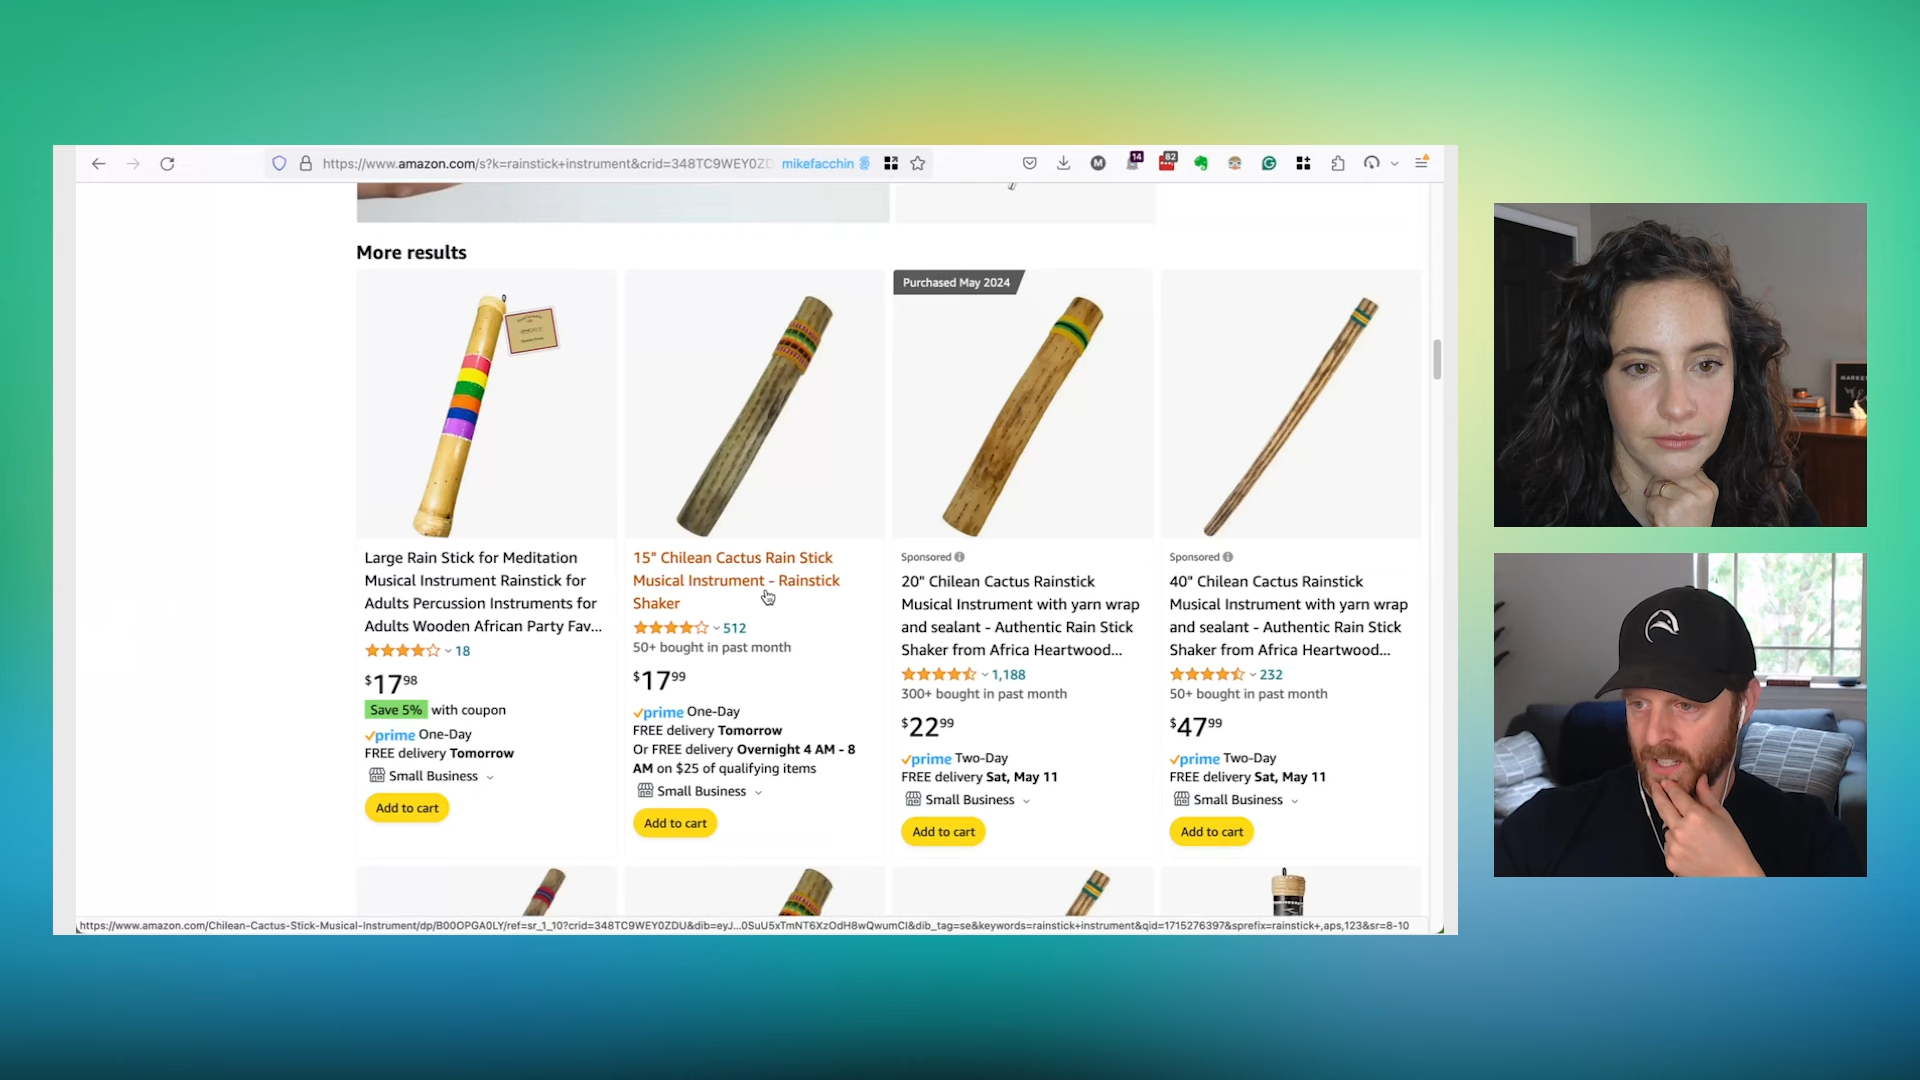 https://www.amazon.com/s?k=rainstick+instrument&crid=348TC9WEY0ZD
mikefacchin
14
82
More results
Purchased May 2024
Large Rain Stick for Meditation
Musical Instrument Rainstick for
Adults Percussion Instruments for
Adults Wooden African Party Fav...
18
$1798
Save 5% with coupon
prime One-Day
FREE delivery Tomorrow
Small Business
Add to cart
15" Chilean Cactus Rain Stick
Musical Instrument - Rainstick
Shaker
512
50+ bought in past month
$1799
prime One-Day
FREE delivery Tomorrow
Or FREE delivery Overnight 4 AM - 8
AM on $25 of qualifying items
Small Business
Add to cart
Sponsored
20" Chilean Cactus Rainstick
Musical Instrument with yarn wrap
and sealant - Authentic Rain Stick
Shaker from Africa Heartwood...
1,188
300+ bought in past month
$2299
prime Two-Day
FREE delivery Sat, May 11
Small Business
Add to cart
Sponsored
40" Chilean Cactus Rainstick
Musical Instrument with yarn wrap
and sealant - Authentic Rain Stick
Shaker from Africa Heartwood...
232
50+ bought in past month
$4799
prime Two-Day
FREE delivery Sat, May 11
Small Business
Add to cart
https://www.amazon.com/Chilean-Cactus-Stick-Musical-Instrument/dp/B00OPGA0LY/ref=sr_1_10?crid=348TC9WEY0ZDU&dib=eyJ...0SuU5xTmNT6XzOdH8wQwumCI&dib_tag=se&keywords=rainstick+instrument&qid=1715276397&sprefix=rainstick+,aps,123&sr=8-10